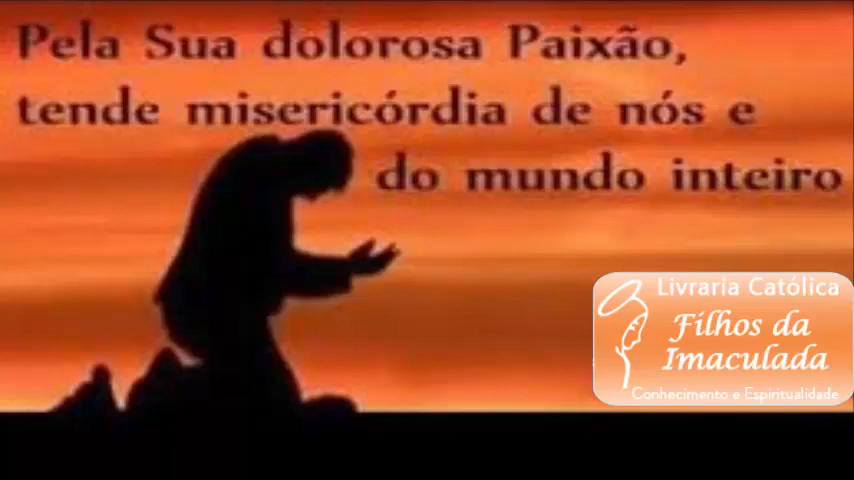 Pela Sua dolorosa Paixão,
tende misericórdia de nós e
do mundo inteiro
Livraria Católica
Filhos da
Imaculada
Conhecimento e Espiritualidade